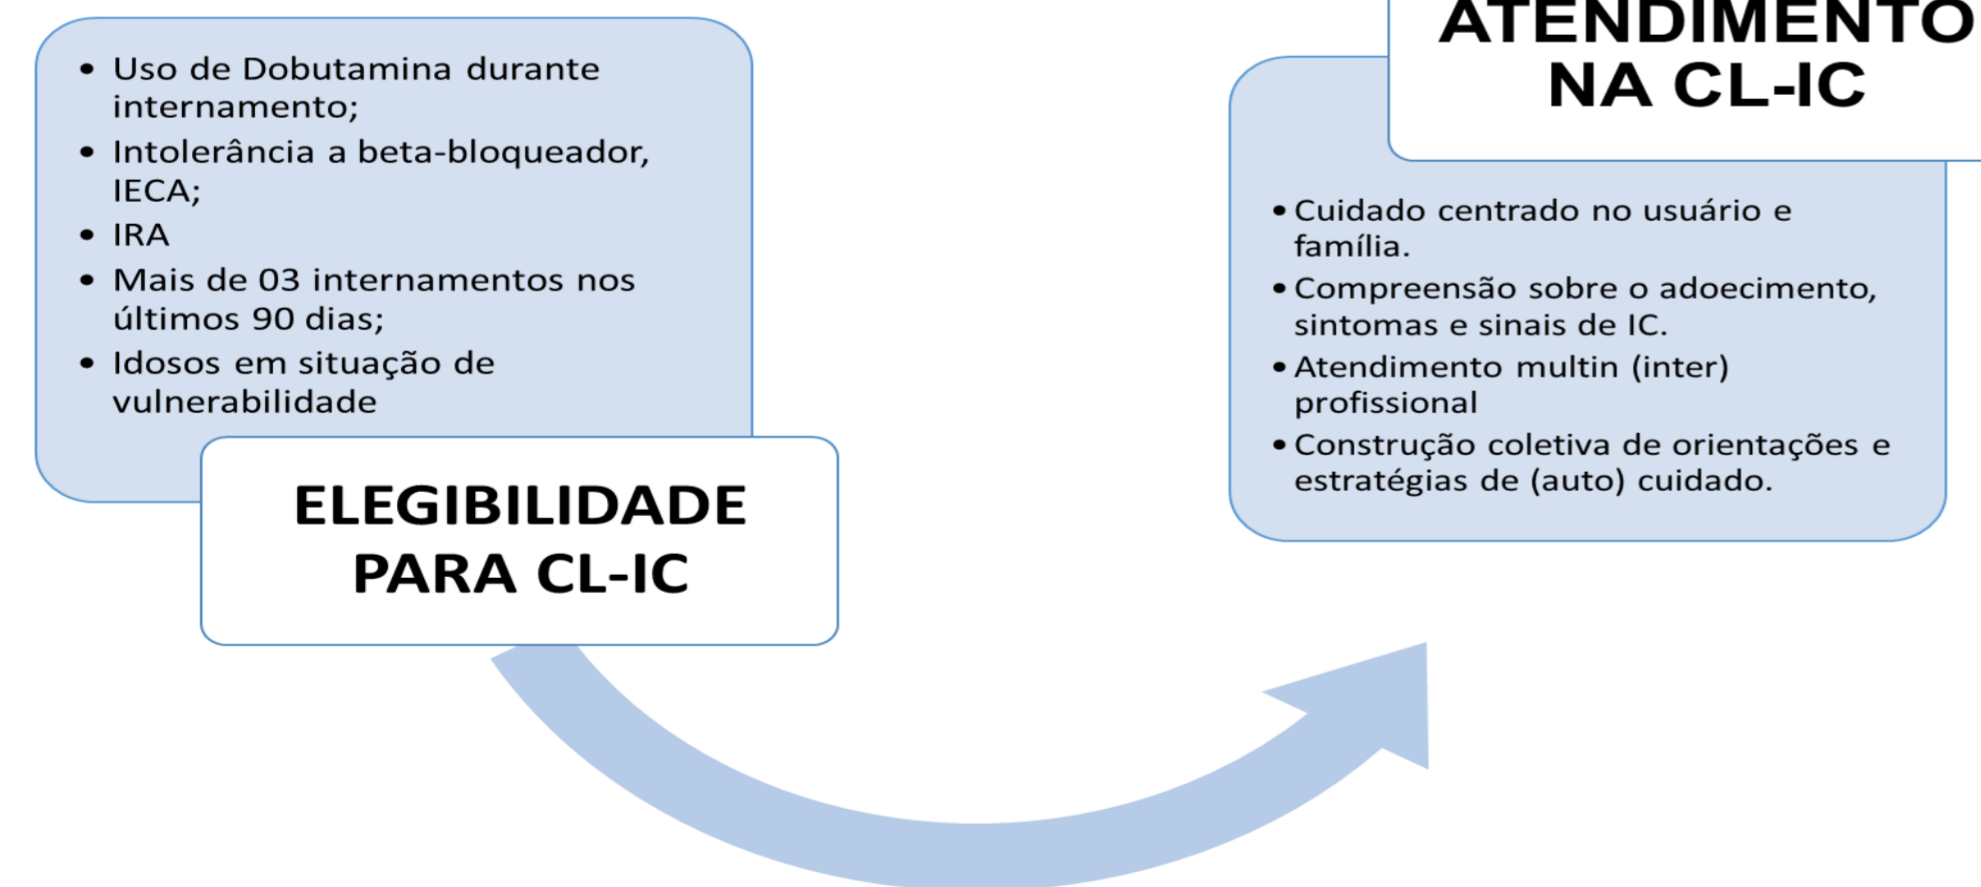 • Uso de Dobutamina durante
internamento;
• Intolerância a beta-bloqueador,
IECA;
• IRA
• Mais de 03 internamentos nos
últimos 90 dias;
• Idosos em situação de
vulnerabilidade
ELEGIBILIDADE
PARA CL-IC
ATENDIMENTO
NA CL-IC
• Cuidado centrado no usuário e
família.
• Compreensão sobre o adoecimento,
sintomas e sinais de IC.
• Atendimento multin (inter)
profissional
• Construção coletiva de orientações e
estratégias de (auto) cuidado.